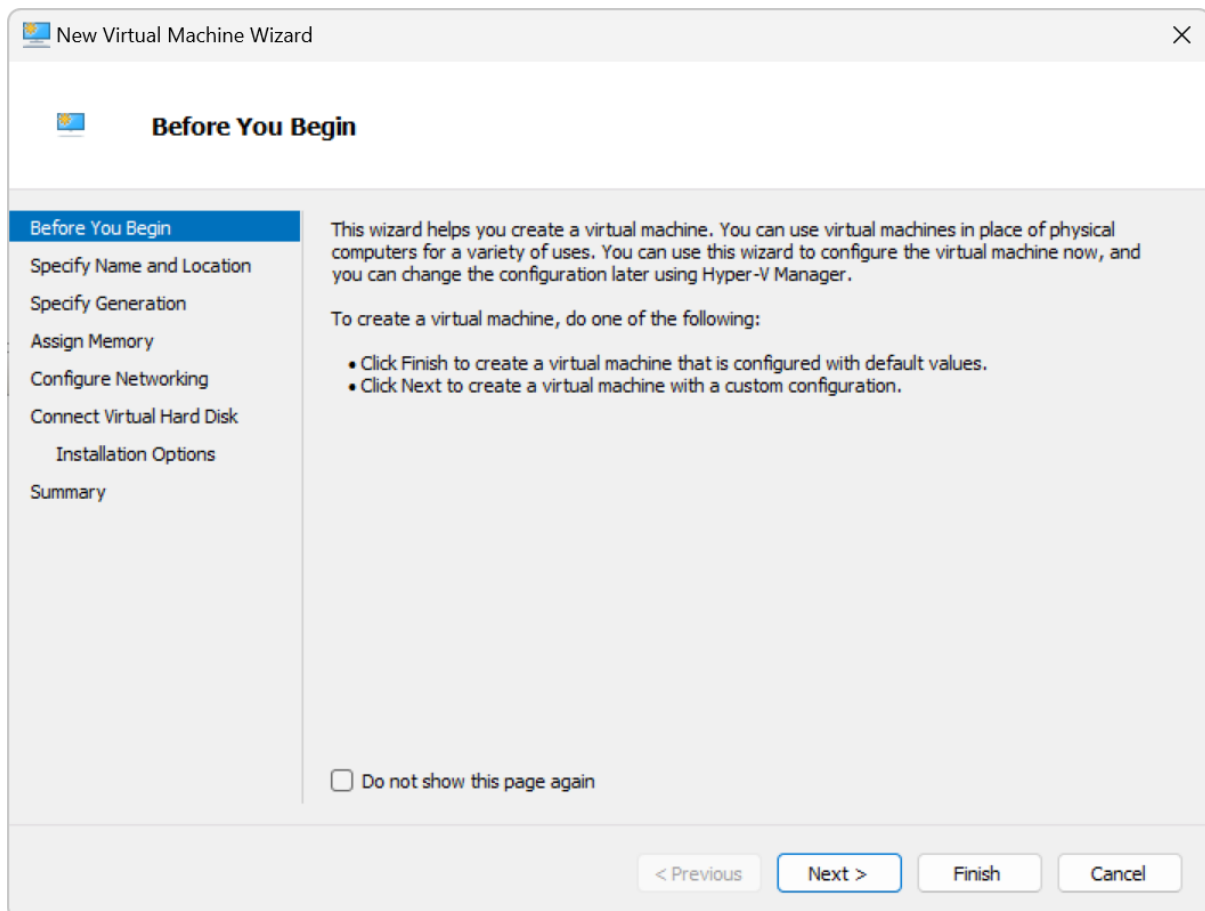 New Virtual Machine Wizard
Before You Begin
Before You Begin
Specify Name and Location
Specify Generation
Assign Memory
Configure Networking
Connect Virtual Hard Disk
Installation Options
Summary
This wizard helps you create a virtual machine. You can use virtual machines in place of physical
computers for a variety of uses. You can use this wizard to configure the virtual machine now, and
you can change the configuration later using Hyper-V Manager.
To create a virtual machine, do one of the following:
• Click Finish to create a virtual machine that is configured with default values.
• Click Next to create a virtual machine with a custom configuration.
Do not show this page again
< Previous
Next >
Finish
Cancel